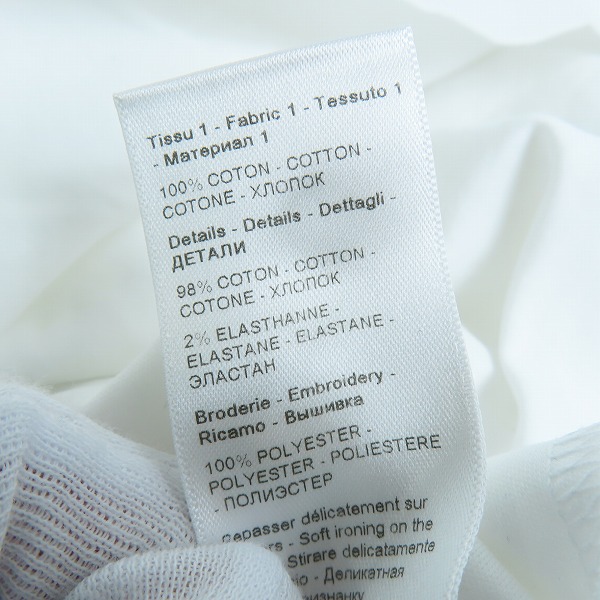 Tissu 1 - Fabric 1 - Tessuto 1
- Материал 1
100% COTON - COTTON -
COTONE - ХЛОПОК
Details - Details - Dettagli -
ДЕТАЛИ
98% COTON - COTTON -
COTONE - ХЛОПОК
2% ELASTHANNE -
ELASTANE - ELASTANE -
ЭЛАСТАН
Broderie - Embroidery -
Ricamo - Вышивка
100% POLYESTER -
POLYESTER - POLIESTERE
- ПОЛИЭСТЕР
délicatement sur
- Soft ironing on the
Stirare delicatamente
- Деликатная